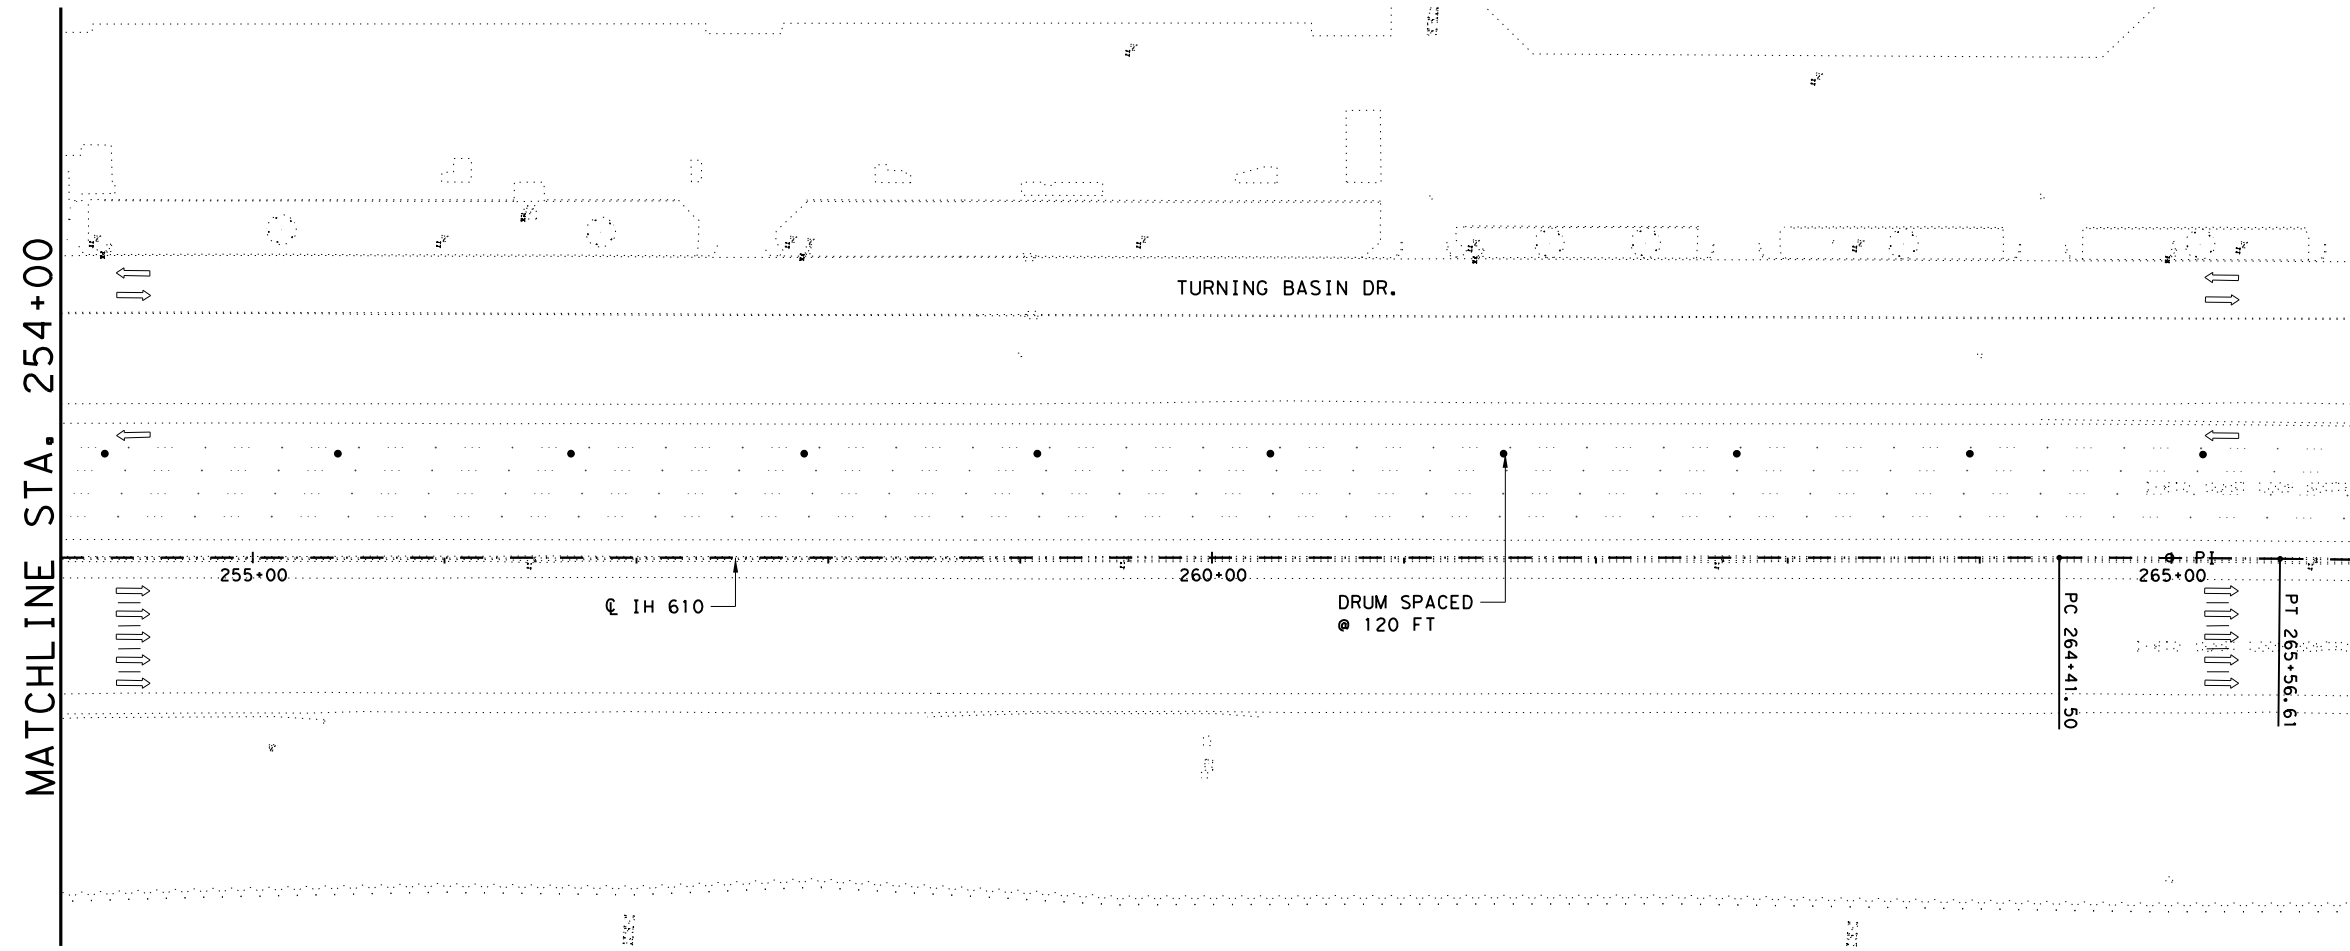 MATCHLINE STA. 254+00
TURNING BASIN DR.
255+00
260+00
265+00
PI
℄ IH 610
DRUM SPACED
@ 120 FT
PC 264+41.50
PT 265+56.61